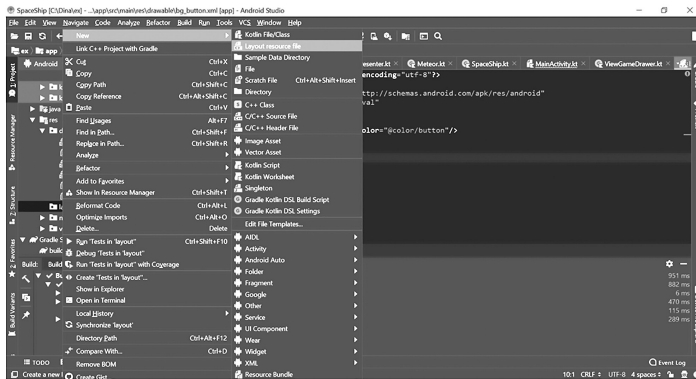 SpaceShip [C:\Dina\ex] - ...\app\src\main\res\drawable\bg_button.xml [app] - Android Studio
File Edit View Navigate Code Analyze Refactor Build Run Tools VCS Window Help
ex app
Android
esenter.kt Meteor.kt SpaceShip.kt MainActivity.kt ViewGameDrawer.kt
encoding="utf-8"?>
ttp://schemas.android.com/apk/res/android"
val"
olor="@color/button"/>
1: Project
Resource Manager
Z: Structure
2: Favorites
Build Variants
java
res
Gradle S
Build:
New
Link C++ Project with Gradle
Cut Ctrl+X
Copy Ctrl+C
Copy Path Ctrl+Shift+C
Copy Reference Ctrl+Alt+Shift+C
Paste Ctrl+V
Find Usages Alt+F7
Find in Path... Ctrl+Shift+F
Replace in Path... Ctrl+Shift+R
Analyze
Refactor
Add to Favorites
Show In Resource Manager Ctrl+Shift+T
Reformat Code Ctrl+Alt+L
Optimize Imports Ctrl+Alt+O
Delete... Delete
Run 'Tests in 'layout'' Ctrl+Shift+F10
Debug 'Tests in 'layout''
Run 'Tests in 'layout'' with Coverage
Create 'Tests in 'layout''...
Show in Explorer
Open in Terminal
Local History
Synchronize 'layout'
Directory Path Ctrl+Alt+F12
Compare With... Ctrl+D
Remove BOM
Create Gist...
Kotlin File/Class
Layout resource file
Sample Data Directory
File
Scratch File Ctrl+Alt+Shift+Insert
Directory
C++ Class
C/C++ Source File
C/C++ Header File
Image Asset
Vector Asset
Kotlin Script
Kotlin Worksheet
Singleton
Gradle Kotlin DSL Build Script
Gradle Kotlin DSL Settings
Edit File Templates...
AIDL
Activity
Android Auto
Folder
Fragment
Google
Other
Service
UI Component
Wear
Widget
XML
Resource Bundle
951 ms
882 ms
6 ms
470 ms
115 ms
289 ms
TODO
Event Log
Create a new l
10:1 CRLF UTF-8 4 spaces